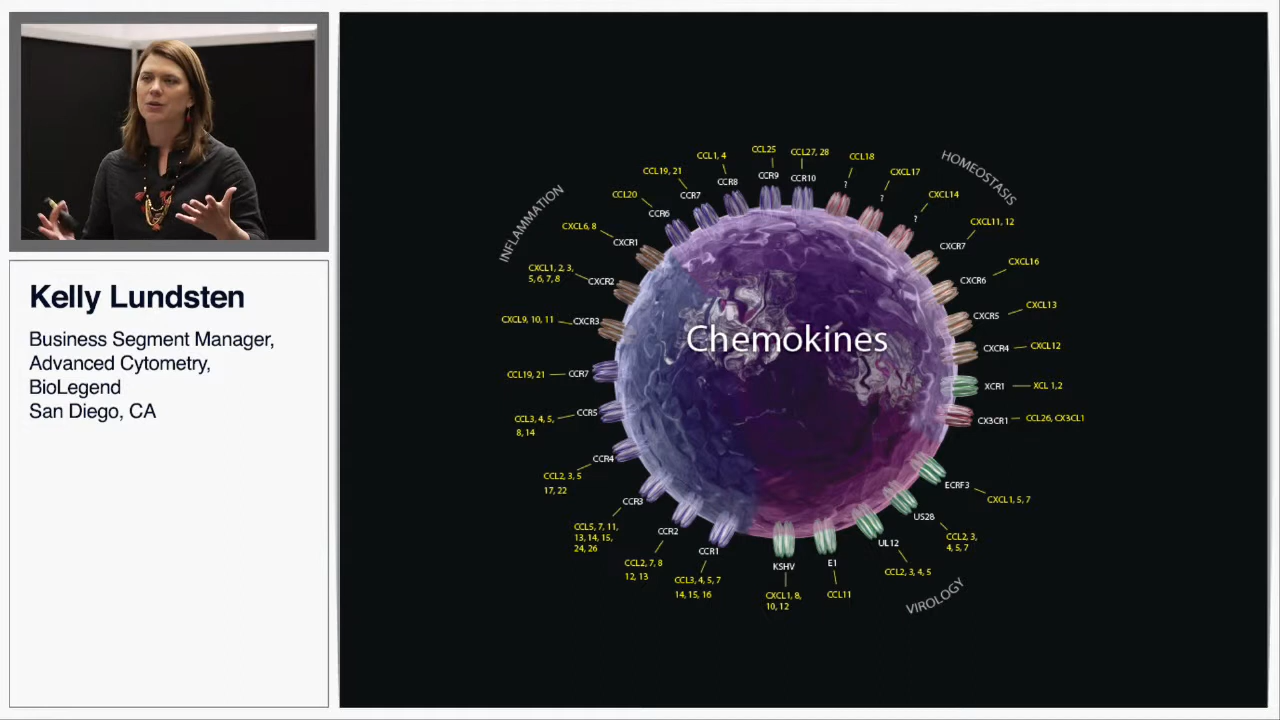 Kelly Lundsten
Business Segment Manager,
Advanced Cytometry,
BioLegend
San Diego, CA
Chemokines
INFLAMMATION
HOMEOSTASIS
VIROLOGY
CCL1, 4
CCR8
CCL25
CCR9
CCL27, 28
CCR10
CCL18
?
CXCL17
?
CXCL14
?
CXCL11, 12
CXCR7
CXCL16
CXCR6
CXCL13
CXCR5
CXCR4
CXCL12
XCR1
XCL 1,2
CX3CR1
CCL26, CX3CL1
ECRF3
CXCL1, 5, 7
US28
CCL2, 3,
4, 5, 7
UL12
CCL2, 3, 4, 5
E1
CCL11
KSHV
CXCL1, 8,
10, 12
CCR1
CCL3, 4, 5, 7
14, 15, 16
CCR2
CCL2, 7, 8
12, 13
CCR3
CCL5, 7, 11,
13, 14, 15,
24, 26
CCR4
CCL2, 3, 5
17, 22
CCR5
CCL3, 4, 5,
8, 14
CCL19, 21
CCR7
CXCL9, 10, 11
CXCR3
CXCL1, 2, 3,
5, 6, 7, 8
CXCR2
CXCL6, 8
CXCR1
CCL20
CCR6
CCL19, 21
CCR7